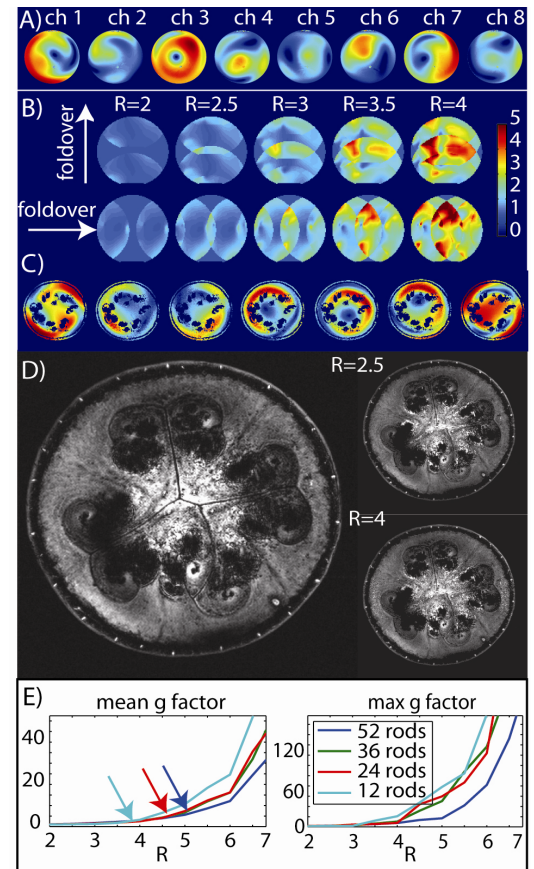 A) ch 1 ch 2 ch 3 ch 4 ch 5 ch 6 ch 7 ch 8
B) R=2 R=2.5 R=3 R=3.5 R=4
foldover
foldover
5
4
3
2
1
0
C)
D)
R=2.5
R=4
E)
mean g factor
40
20
0
2 3 4 5 6 7
R
max g factor
120
60
0
2 3 4 5 6 7
R
52 rods
36 rods
24 rods
12 rods